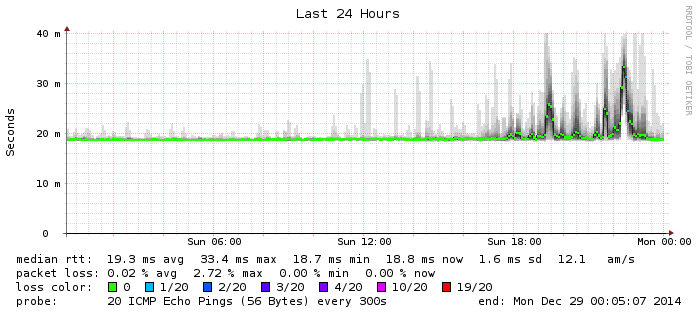 Last 24 Hours
RRDTOOL / TOBI OETIKER
Seconds
40 m
30 m
20 m
10 m
0
Sun 06:00 Sun 12:00 Sun 18:00 Mon 00:00
median rtt: 19.3 ms avg 33.4 ms max 18.7 ms min 18.8 ms now 1.6 ms sd 12.1 am/s
packet loss: 0.02 % avg 2.72 % max 0.00 % min 0.00 % now
loss color: 0 1/20 2/20 3/20 4/20 10/20 19/20
probe: 20 ICMP Echo Pings (56 Bytes) every 300s end: Mon Dec 29 00:05:07 2014